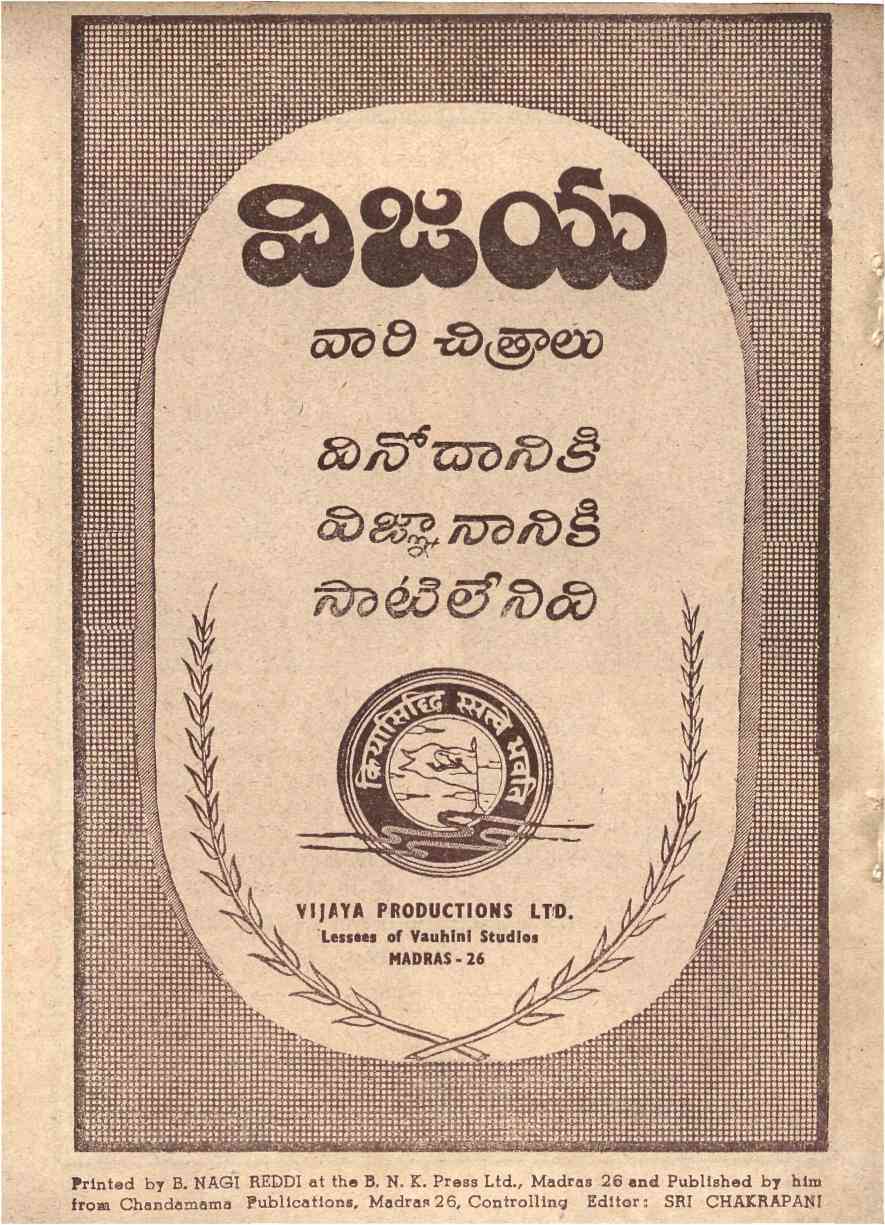 విజయ
వారి చిత్రాలు
వినోదానికి
విజ్ఞానానికి
సాటిలేనివి
क्रियासिद्धि स्सत्वे भवति
VIJAYA PRODUCTIONS LTD.
Lessees of Vauhini Studios
MADRAS - 26
Printed by B. NAGI REDDI at the B. N. K. Press Ltd., Madras 26 and Published by him
from Chandamama Publications, Madras 26, Controlling Editor: SRI CHAKRAPANI